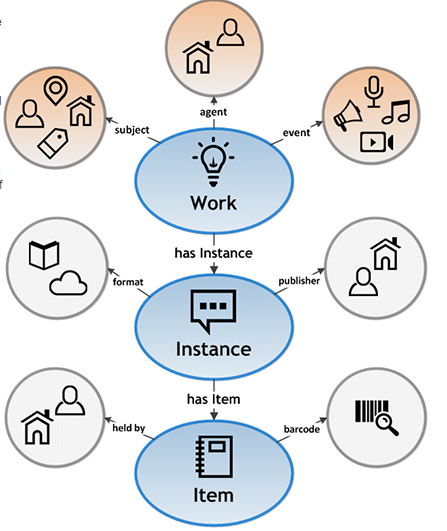 agent
subject
event
Work
has Instance
format
publisher
Instance
has Item
held by
barcode
Item